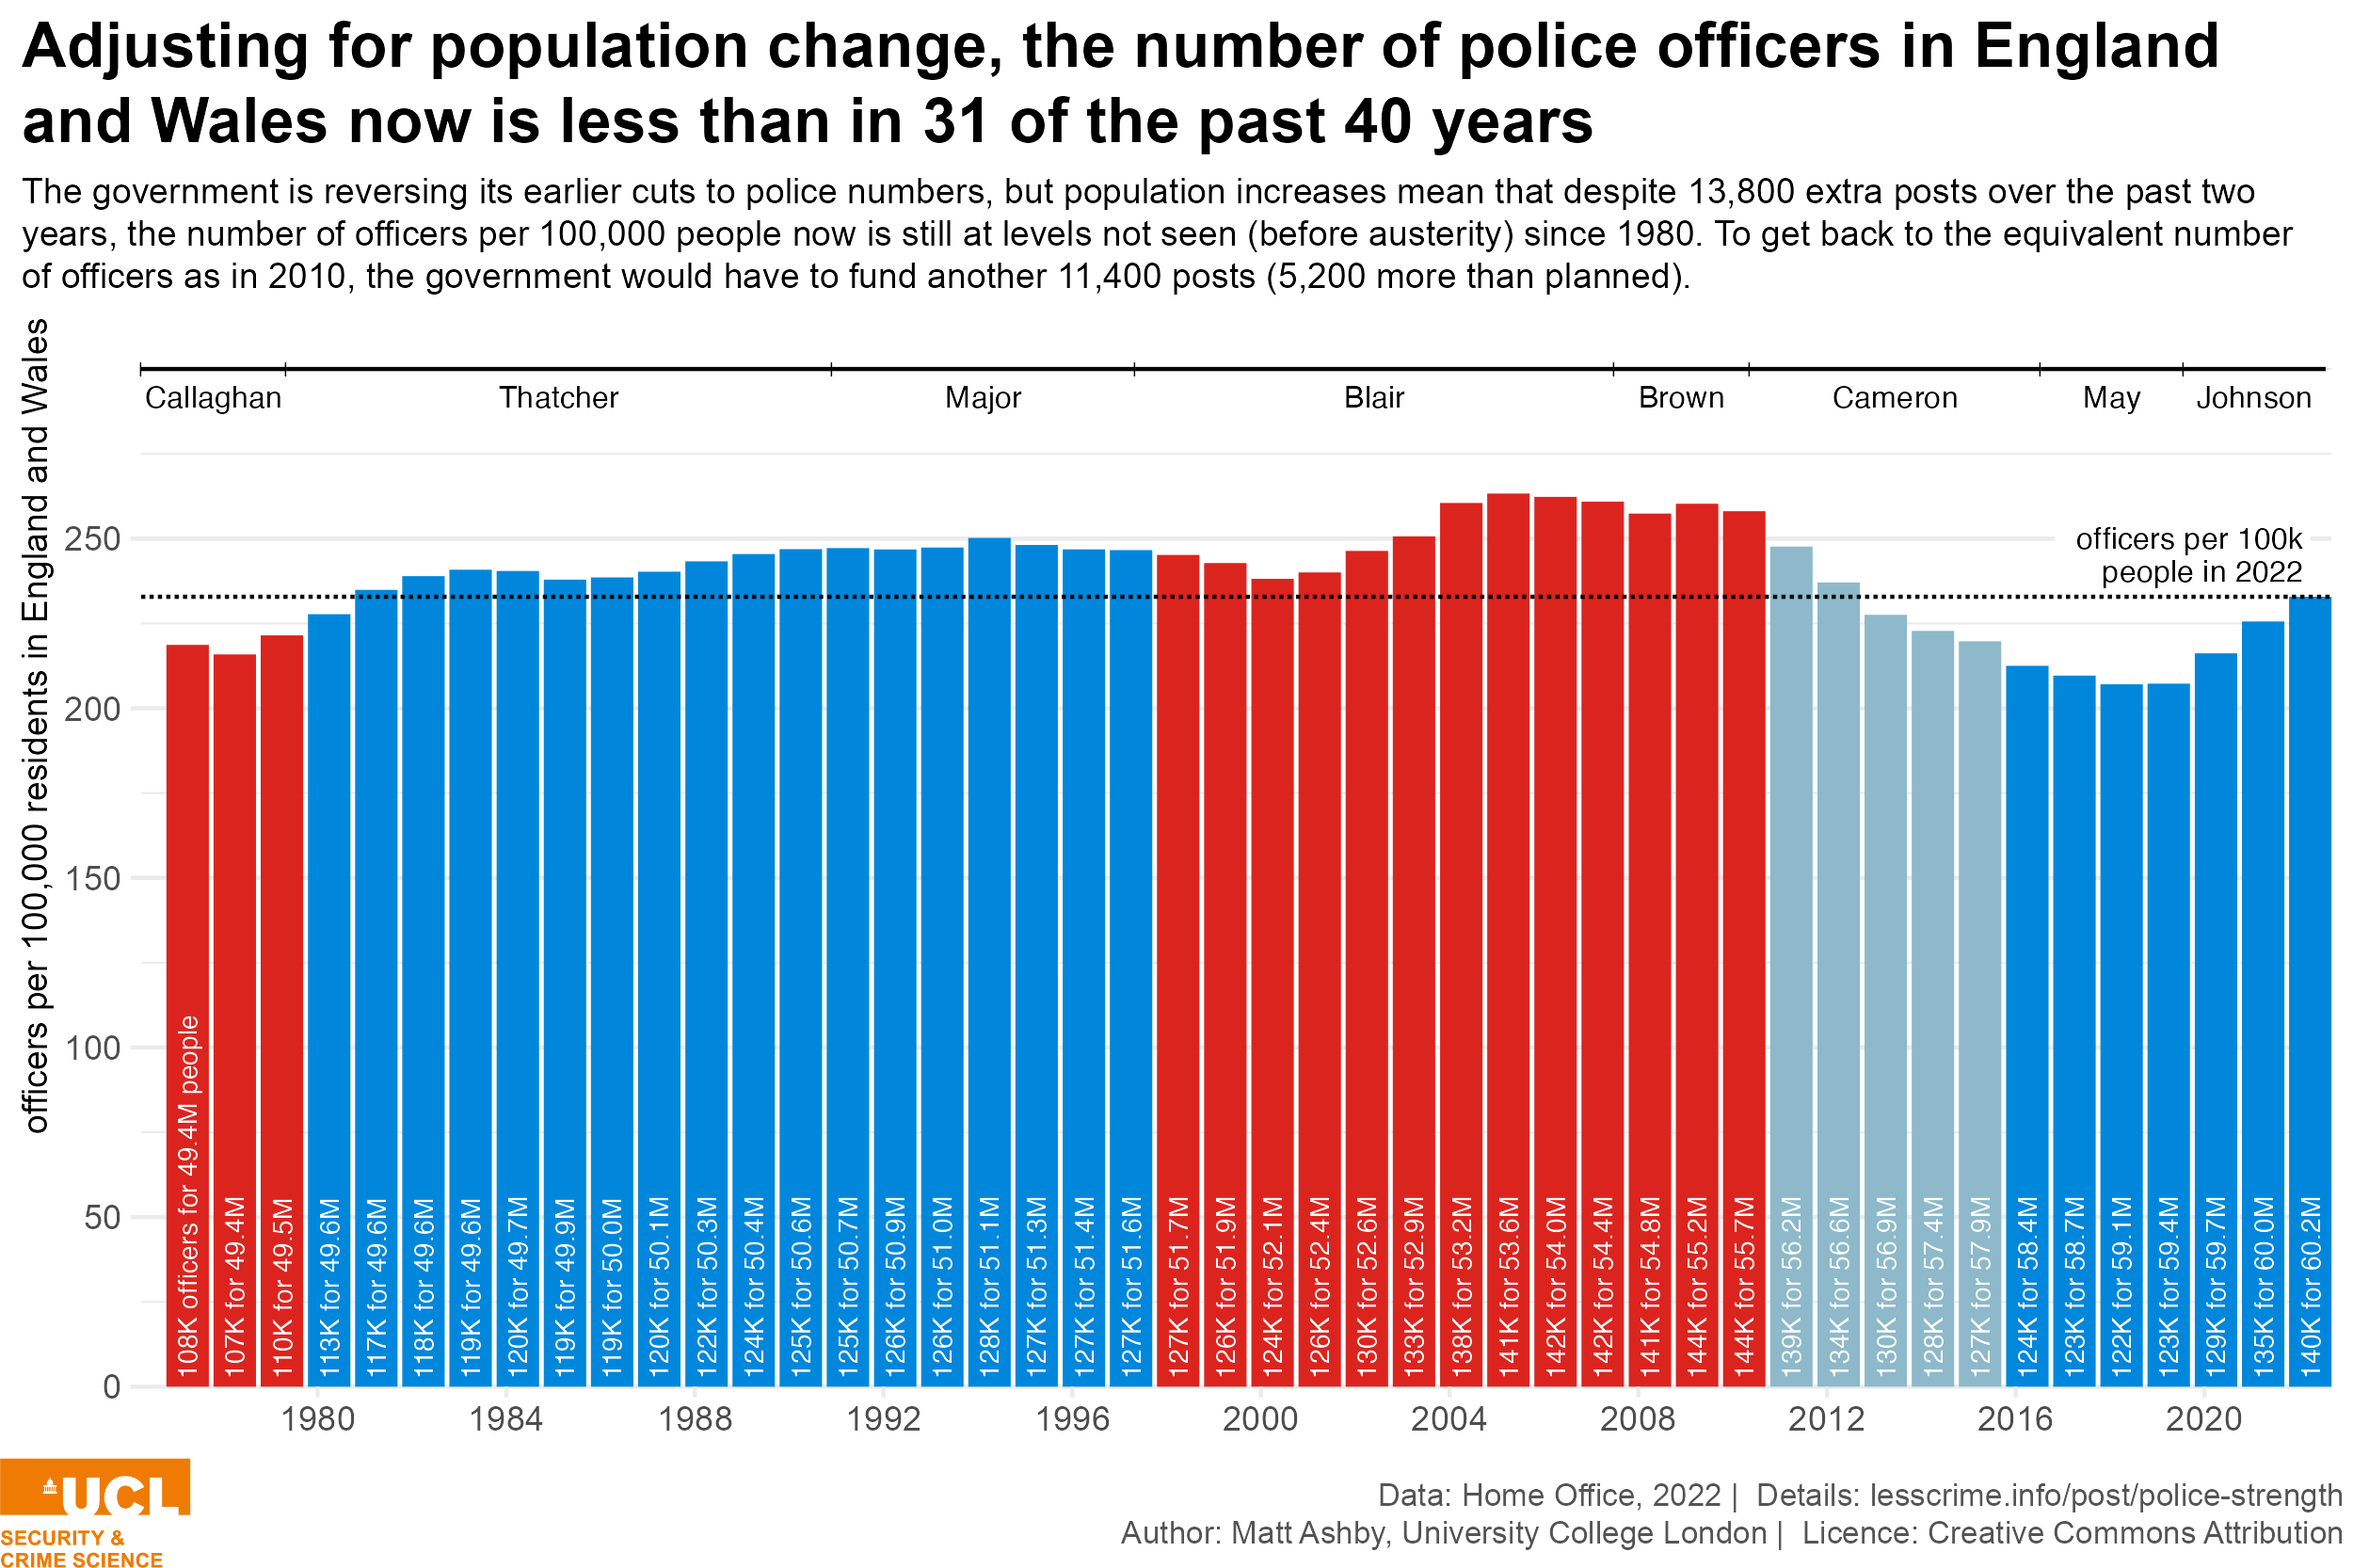 Adjusting for population change, the number of police officers in England
and Wales now is less than in 31 of the past 40 years
The government is reversing its earlier cuts to police numbers, but population increases mean that despite 13,800 extra posts over the past two
years, the number of officers per 100,000 people now is still at levels not seen (before austerity) since 1980. To get back to the equivalent number
of officers as in 2010, the government would have to fund another 11,400 posts (5,200 more than planned).
officers per 100,000 residents in England and Wales
Callaghan
Thatcher
Major
Blair
Brown
Cameron
May
Johnson
officers per 100k
people in 2022
250
200
150
100
50
0
108K officers for 49.4M people
107K for 49.4M
110K for 49.5M
113K for 49.6M
117K for 49.6M
118K for 49.6M
119K for 49.6M
120K for 49.7M
119K for 49.9M
119K for 50.0M
120K for 50.1M
122K for 50.3M
124K for 50.4M
125K for 50.6M
125K for 50.7M
126K for 50.9M
126K for 51.0M
128K for 51.1M
127K for 51.3M
127K for 51.4M
127K for 51.6M
127K for 51.7M
126K for 51.9M
124K for 52.1M
126K for 52.4M
130K for 52.6M
133K for 52.9M
138K for 53.2M
141K for 53.6M
142K for 54.0M
142K for 54.4M
141K for 54.8M
144K for 55.2M
144K for 55.7M
139K for 56.2M
134K for 56.6M
130K for 56.9M
128K for 57.4M
127K for 57.9M
124K for 58.4M
123K for 58.7M
122K for 59.1M
123K for 59.4M
129K for 59.7M
135K for 60.0M
140K for 60.2M
1980
1984
1988
1992
1996
2000
2004
2008
2012
2016
2020
UCL
SECURITY &
CRIME SCIENCE
Data: Home Office, 2022 | Details: lesscrime.info/post/police-strength
Author: Matt Ashby, University College London | Licence: Creative Commons Attribution